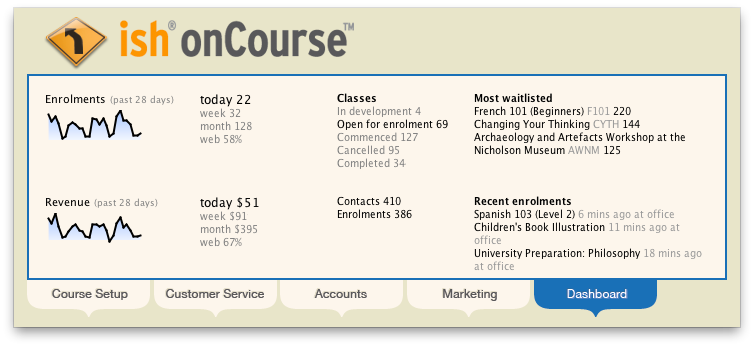 ish® onCourse™
Enrolments (past 28 days)
today 22
week 32
month 128
web 58%
Classes
In development 4
Open for enrolment 69
Commenced 127
Cancelled 95
Completed 34
Most waitlisted
French 101 (Beginners) F101 220
Changing Your Thinking CYTH 144
Archaeology and Artefacts Workshop at the
Nicholson Museum AWNM 125
Revenue (past 28 days)
today $51
week $91
month $395
web 67%
Contacts 410
Enrolments 386
Recent enrolments
Spanish 103 (Level 2) 6 mins ago at office
Children's Book Illustration 11 mins ago at
office
University Preparation: Philosophy 18 mins ago
at office
Course Setup
Customer Service
Accounts
Marketing
Dashboard